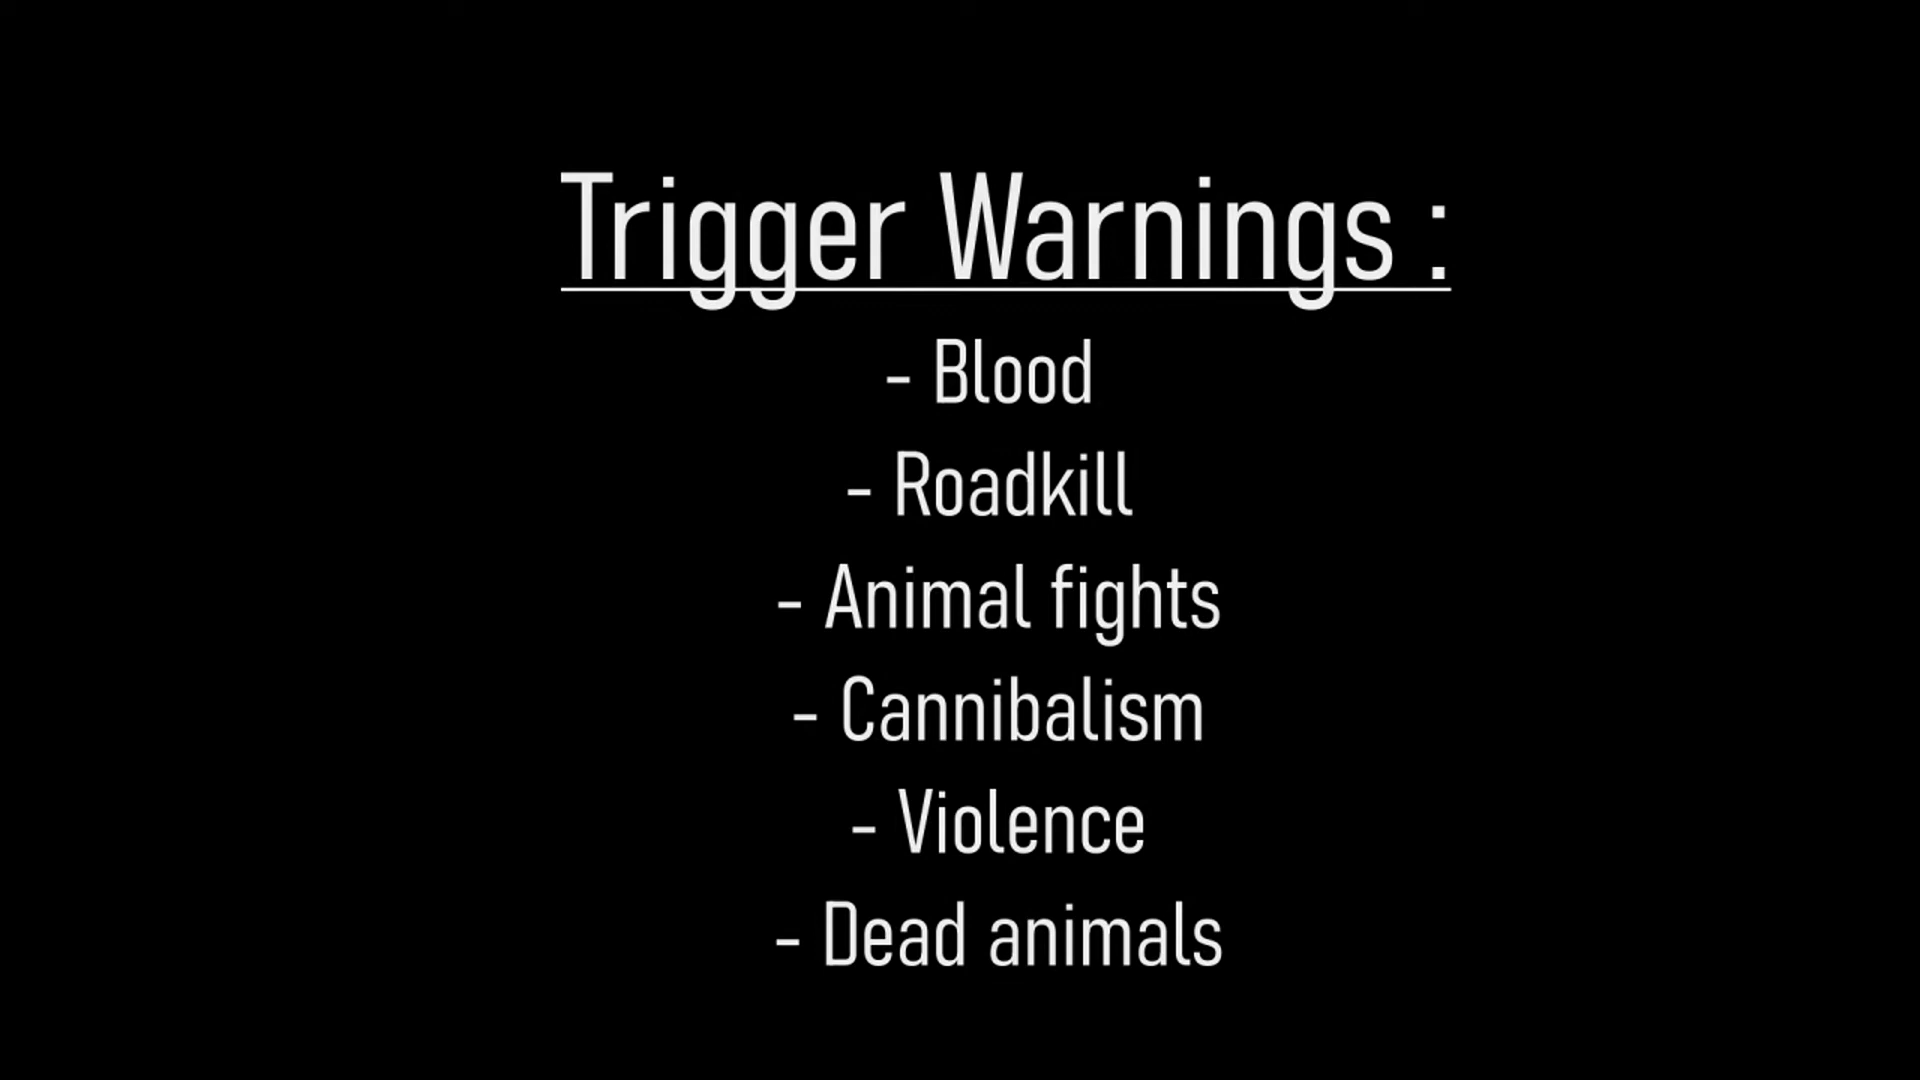 Trigger Warnings :
- Blood
- Roadkill
- Animal fights
- Cannibalism
- Violence
- Dead animals